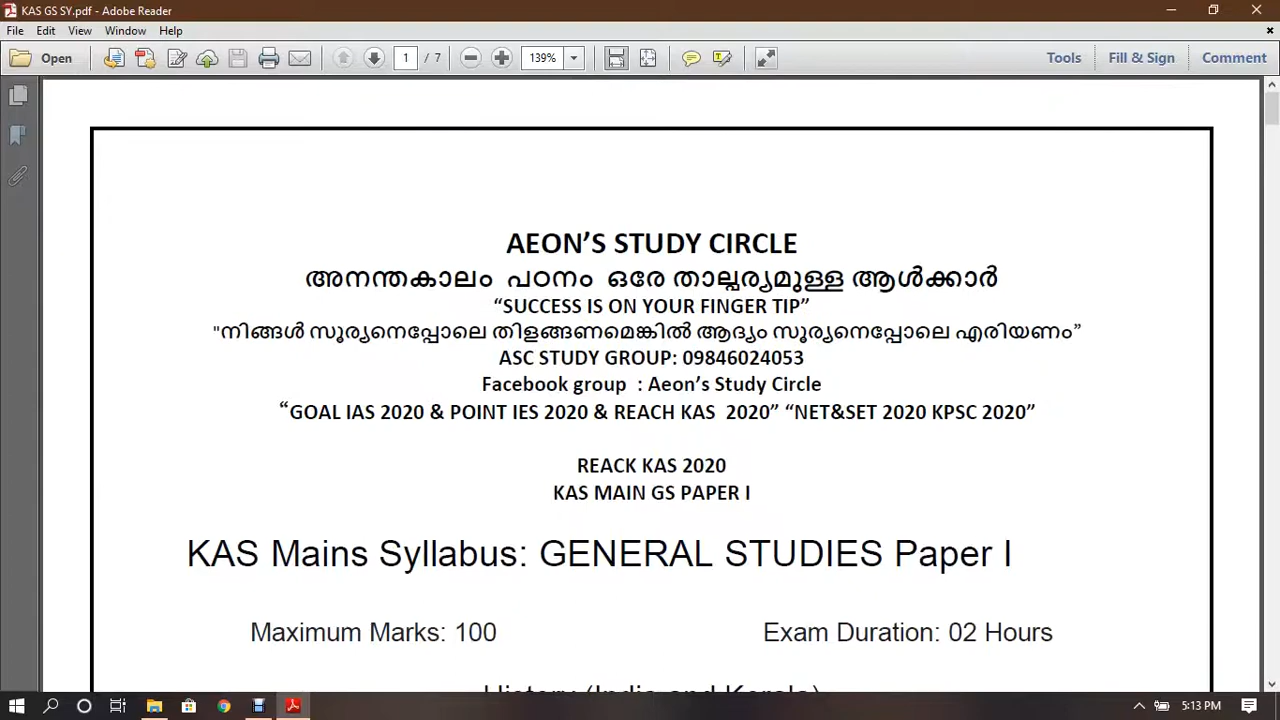 KAS GS SY.pdf - Adobe Reader
File Edit View Window Help
Open 1 / 7 139% Tools Fill & Sign Comment
AEON’S STUDY CIRCLE
അനന്തകാലം പഠനം ഒരേ താല്പര്യമുള്ള ആൾക്കാർ
“SUCCESS IS ON YOUR FINGER TIP”
"നിങ്ങൾ സൂര്യനെപ്പോലെ തിളങ്ങണമെങ്കിൽ ആദ്യം സൂര്യനെപ്പോലെ എരിയണം”
ASC STUDY GROUP: 09846024053
Facebook group : Aeon’s Study Circle
“GOAL IAS 2020 & POINT IES 2020 & REACH KAS 2020” “NET&SET 2020 KPSC 2020”
REACK KAS 2020
KAS MAIN GS PAPER I
KAS Mains Syllabus: GENERAL STUDIES Paper I
Maximum Marks: 100 Exam Duration: 02 Hours
History (India and Kerala)
5:13 PM